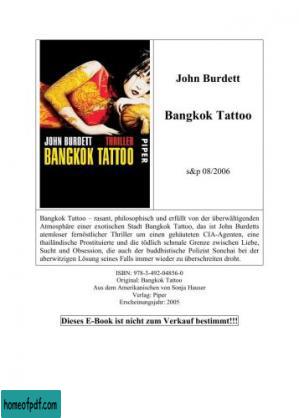 John Burdett
Bangkok Tattoo
s&p 08/2006
JOHN BURDETT THRILLER
BANGKOK TATTOO
PIPER
Bangkok Tattoo – rasant, philosophisch und erfüllt von der überwältigenden
Atmosphäre einer exotischen Stadt Bangkok Tattoo, das ist John Burdetts
atemloser fernöstlicher Thriller um einen gehäuteten CIA-Agenten, eine
thailändische Prostituierte und die tödlich schmale Grenze zwischen Liebe,
Sucht und Obsession, die auch der buddhistische Polizist Sonchai bei der
aberwitzigen Lösung seines Falls immer wieder zu überschreiten droht.
ISBN: 978-3-492-04856-0
Original: Bangkok Tattoo
Aus dem Amerikanischen von Sonja Hauser
Verlag: Piper
Erscheinungsjahr: 2005
Dieses E-Book ist nicht zum Verkauf bestimmt!!!
homeofpdf.com